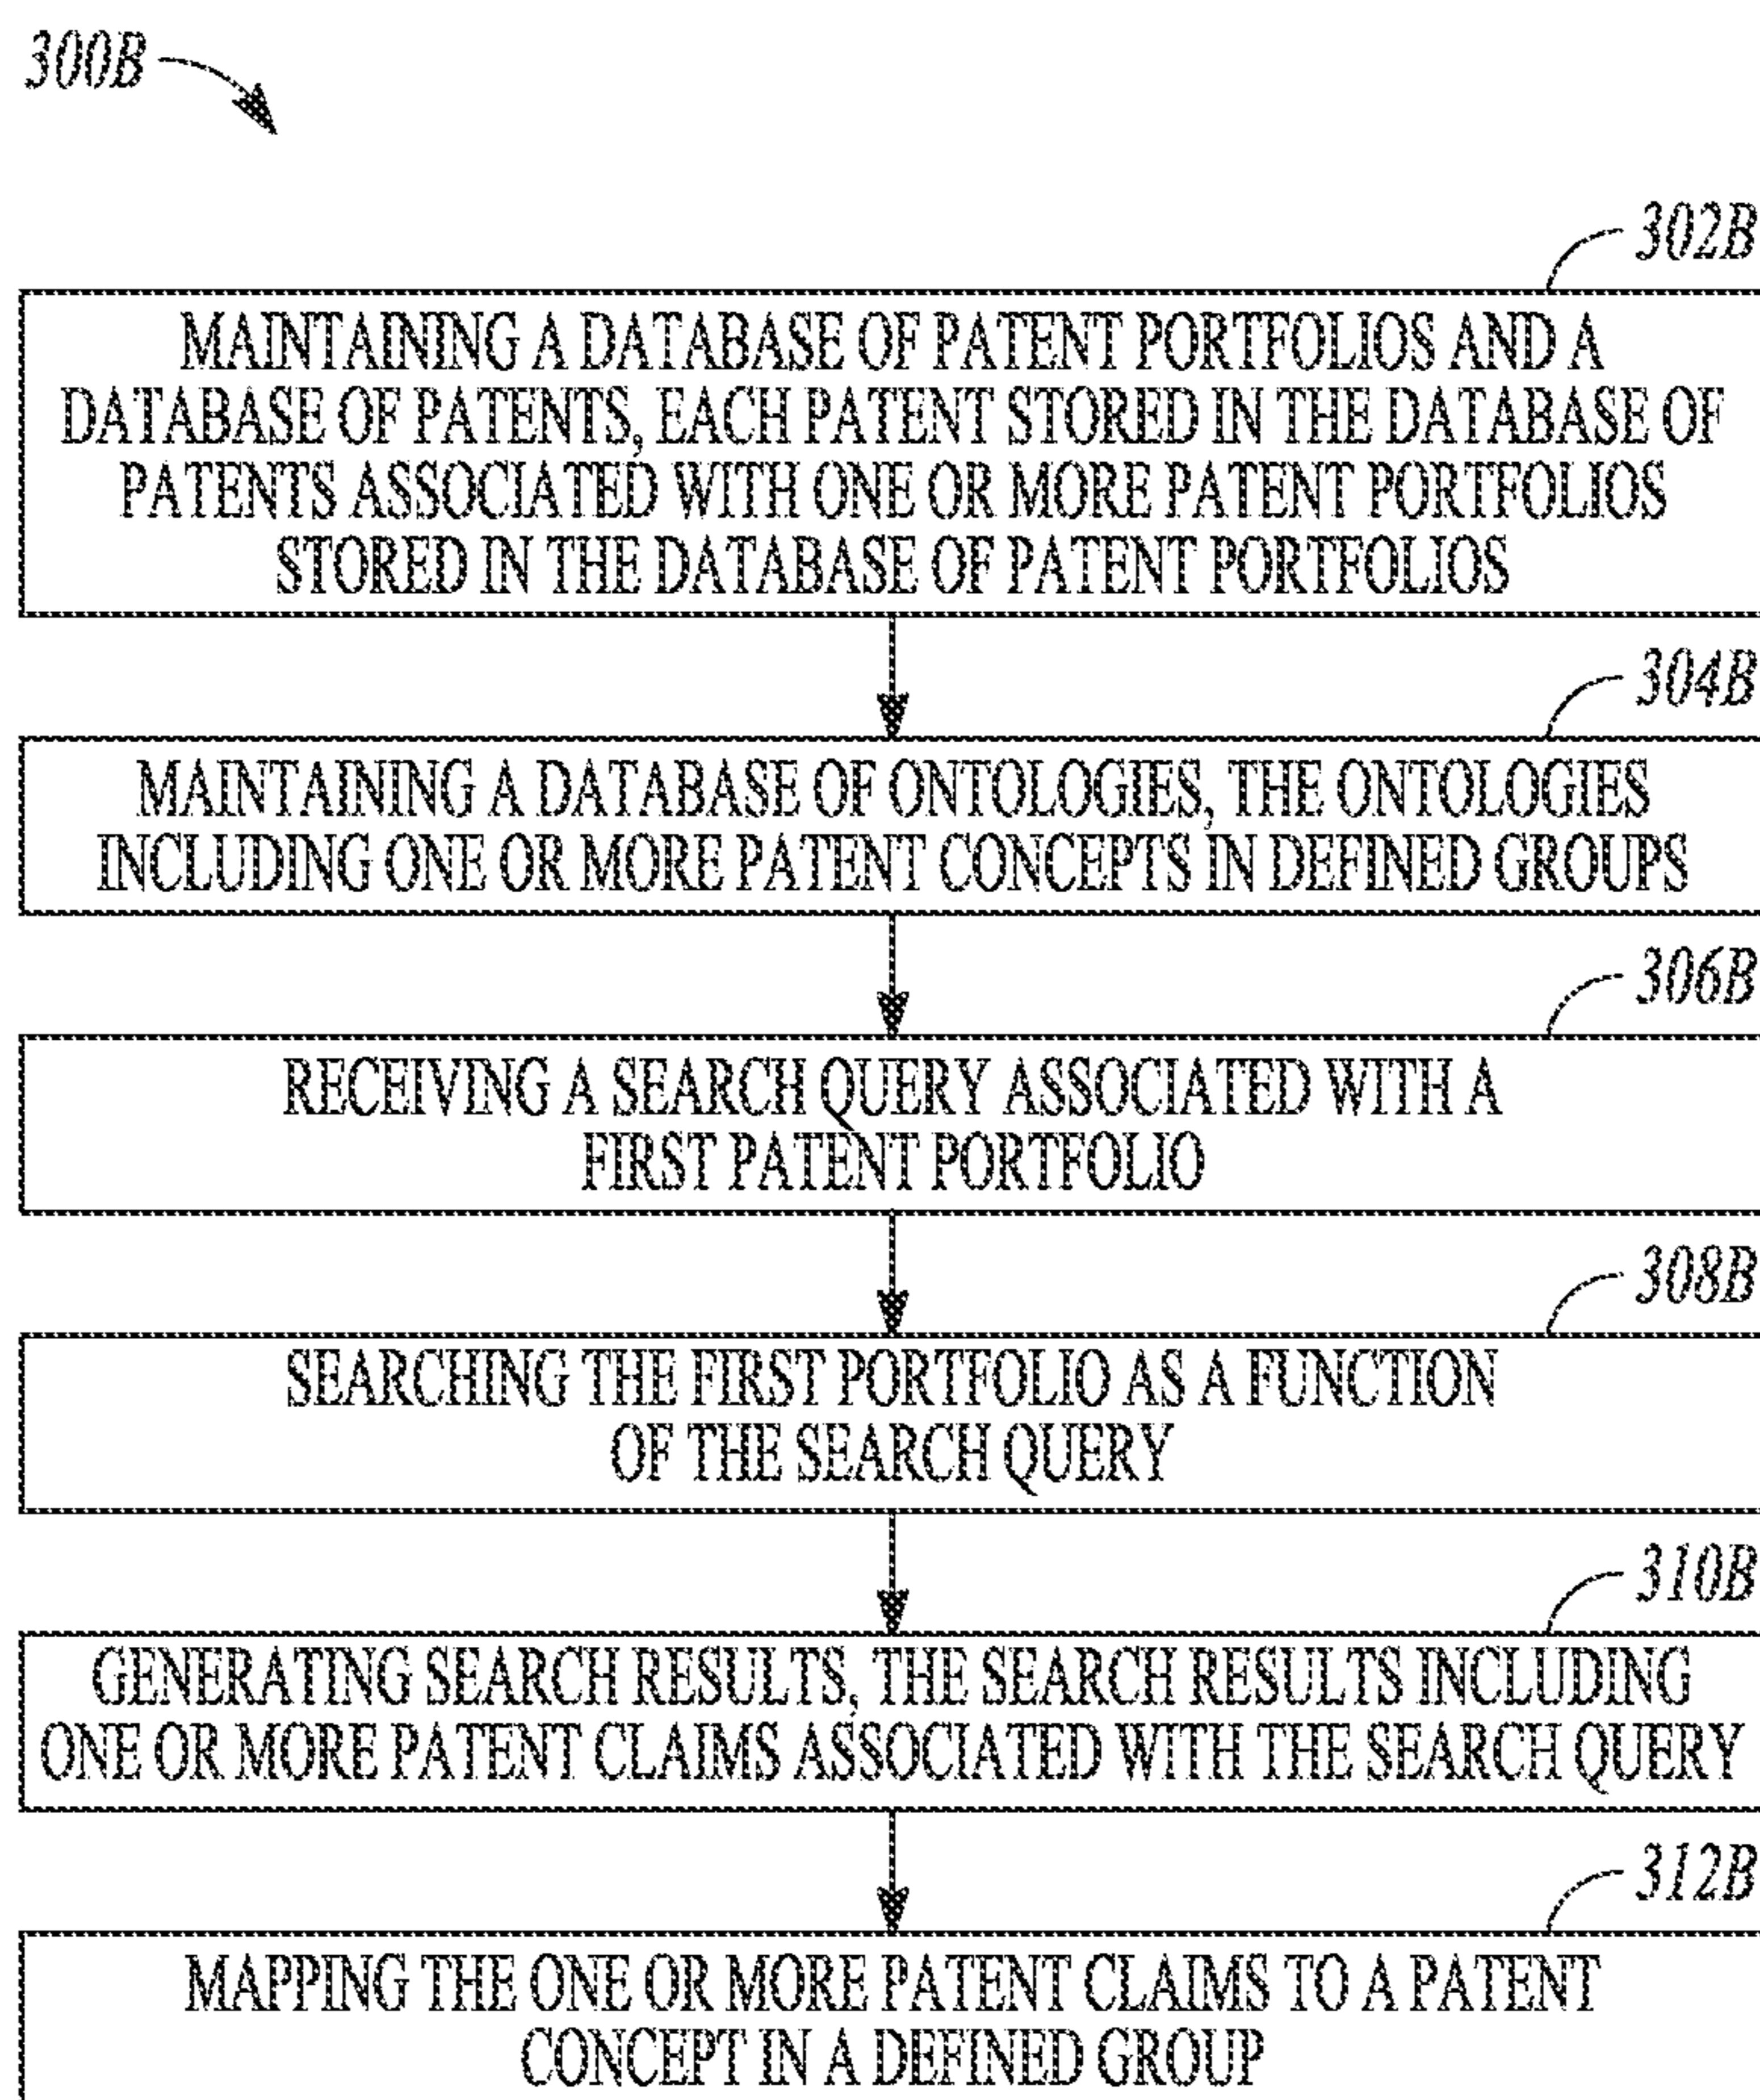 300B
302B
MAINTAINING A DATABASE OF PATENT PORTFOLIOS AND A
DATABASE OF PATENTS, EACH PATENT STORED IN THE DATABASE OF
PATENTS ASSOCIATED WITH ONE OR MORE PATENT PORTFOLIOS
STORED IN THE DATABASE OF PATENT PORTFOLIOS
304B
MAINTAINING A DATABASE OF ONTOLOGIES, THE ONTOLOGIES
INCLUDING ONE OR MORE PATENT CONCEPTS IN DEFINED GROUPS
306B
RECEIVING A SEARCH QUERY ASSOCIATED WITH A
FIRST PATENT PORTFOLIO
308B
SEARCHING THE FIRST PORTFOLIO AS A FUNCTION
OF THE SEARCH QUERY
310B
GENERATING SEARCH RESULTS, THE SEARCH RESULTS INCLUDING
ONE OR MORE PATENT CLAIMS ASSOCIATED WITH THE SEARCH QUERY
312B
MAPPING THE ONE OR MORE PATENT CLAIMS TO A PATENT
CONCEPT IN A DEFINED GROUP